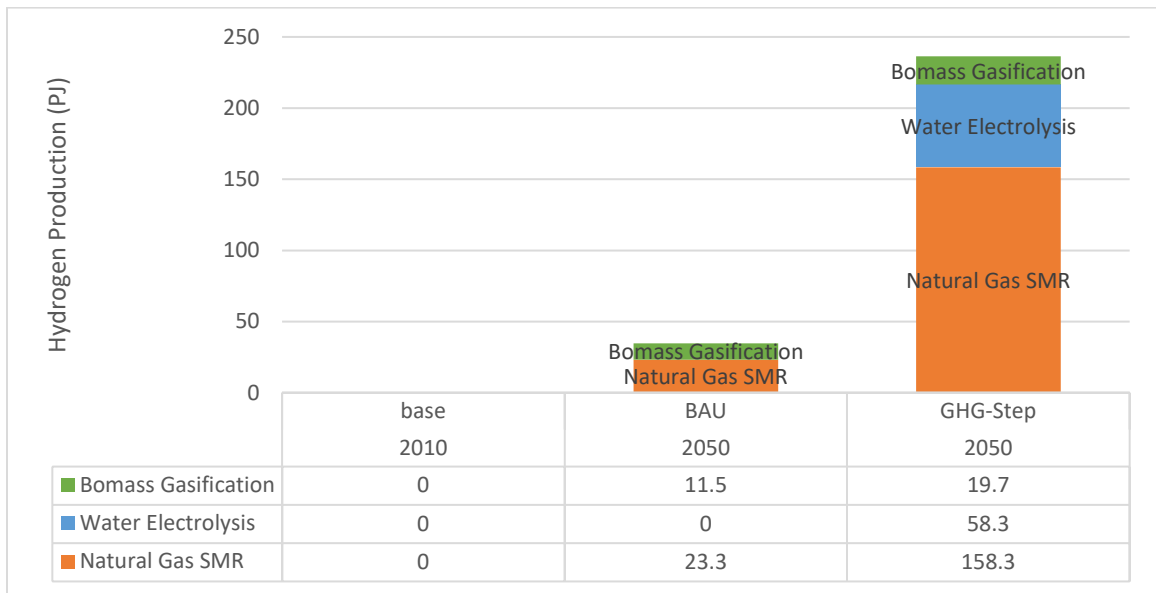 Hydrogen Production (PJ)
250
200
150
100
50
0
Bomass Gasification
Water Electrolysis
Natural Gas SMR
Bomass Gasification
Natural Gas SMR
base BAU GHG-Step
2010 2050 2050
Bomass Gasification 0 11.5 19.7
Water Electrolysis 0 0 58.3
Natural Gas SMR 0 23.3 158.3